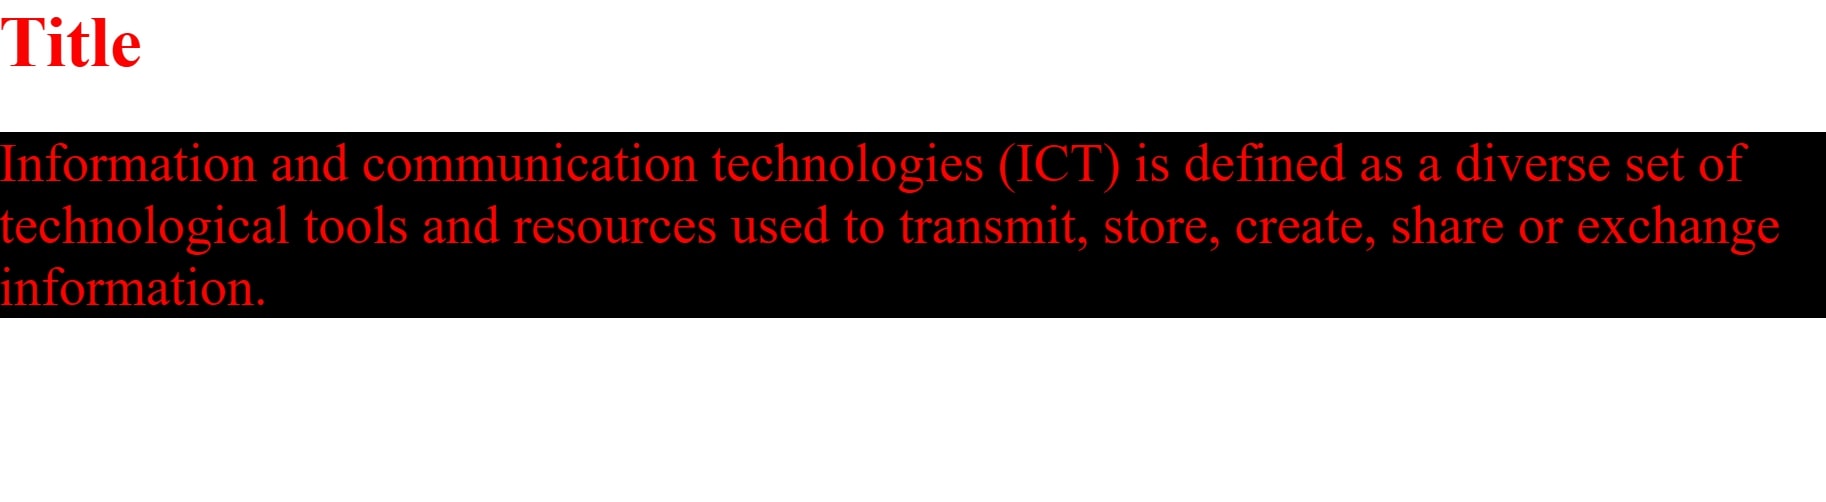 Title
Information and communication technologies (ICT) is defined as a diverse set of
technological tools and resources used to transmit, store, create, share or exchange
information.